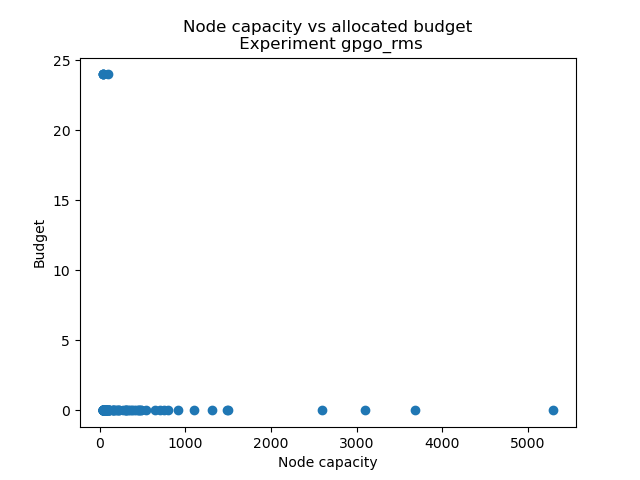 Node capacity vs allocated budget
Experiment gpgo_rms
25
20
15
10
5
0
Budget
0 1000 2000 3000 4000 5000
Node capacity